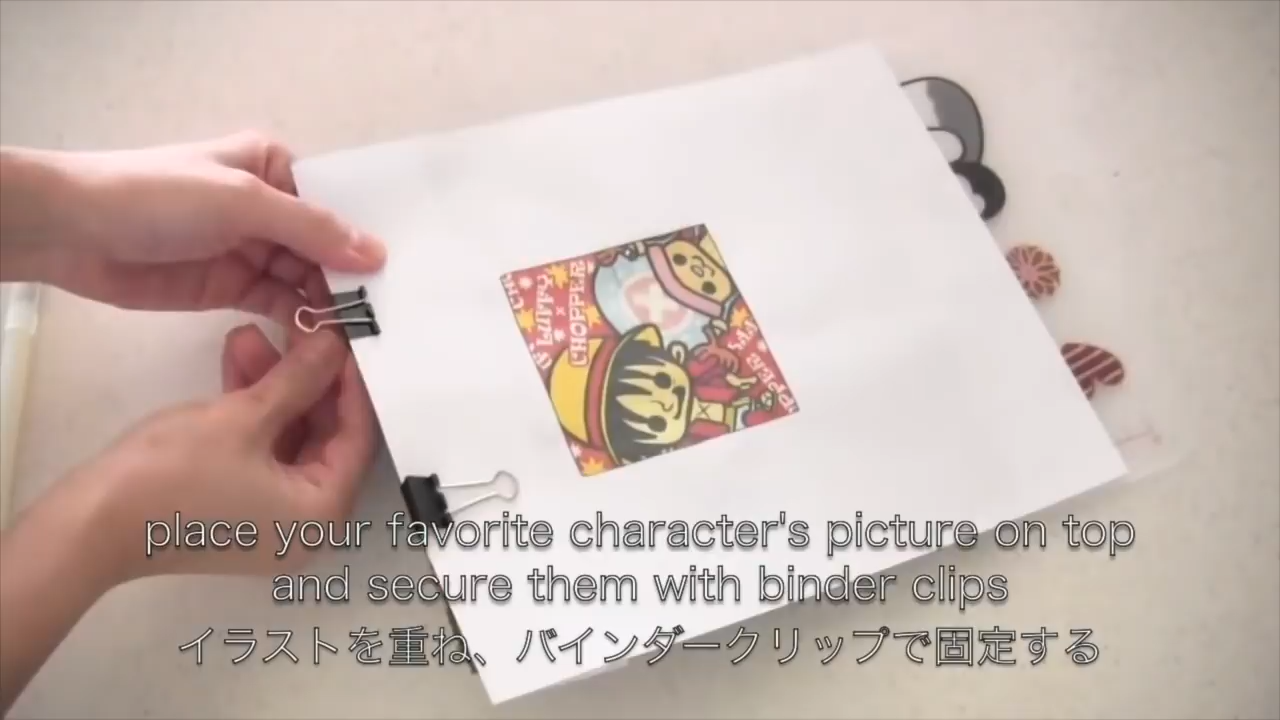 LUFFY
×
CHOPPER
place your favorite character's picture on top
and secure them with binder clips
イラストを重ね、バインダークリップで固定する